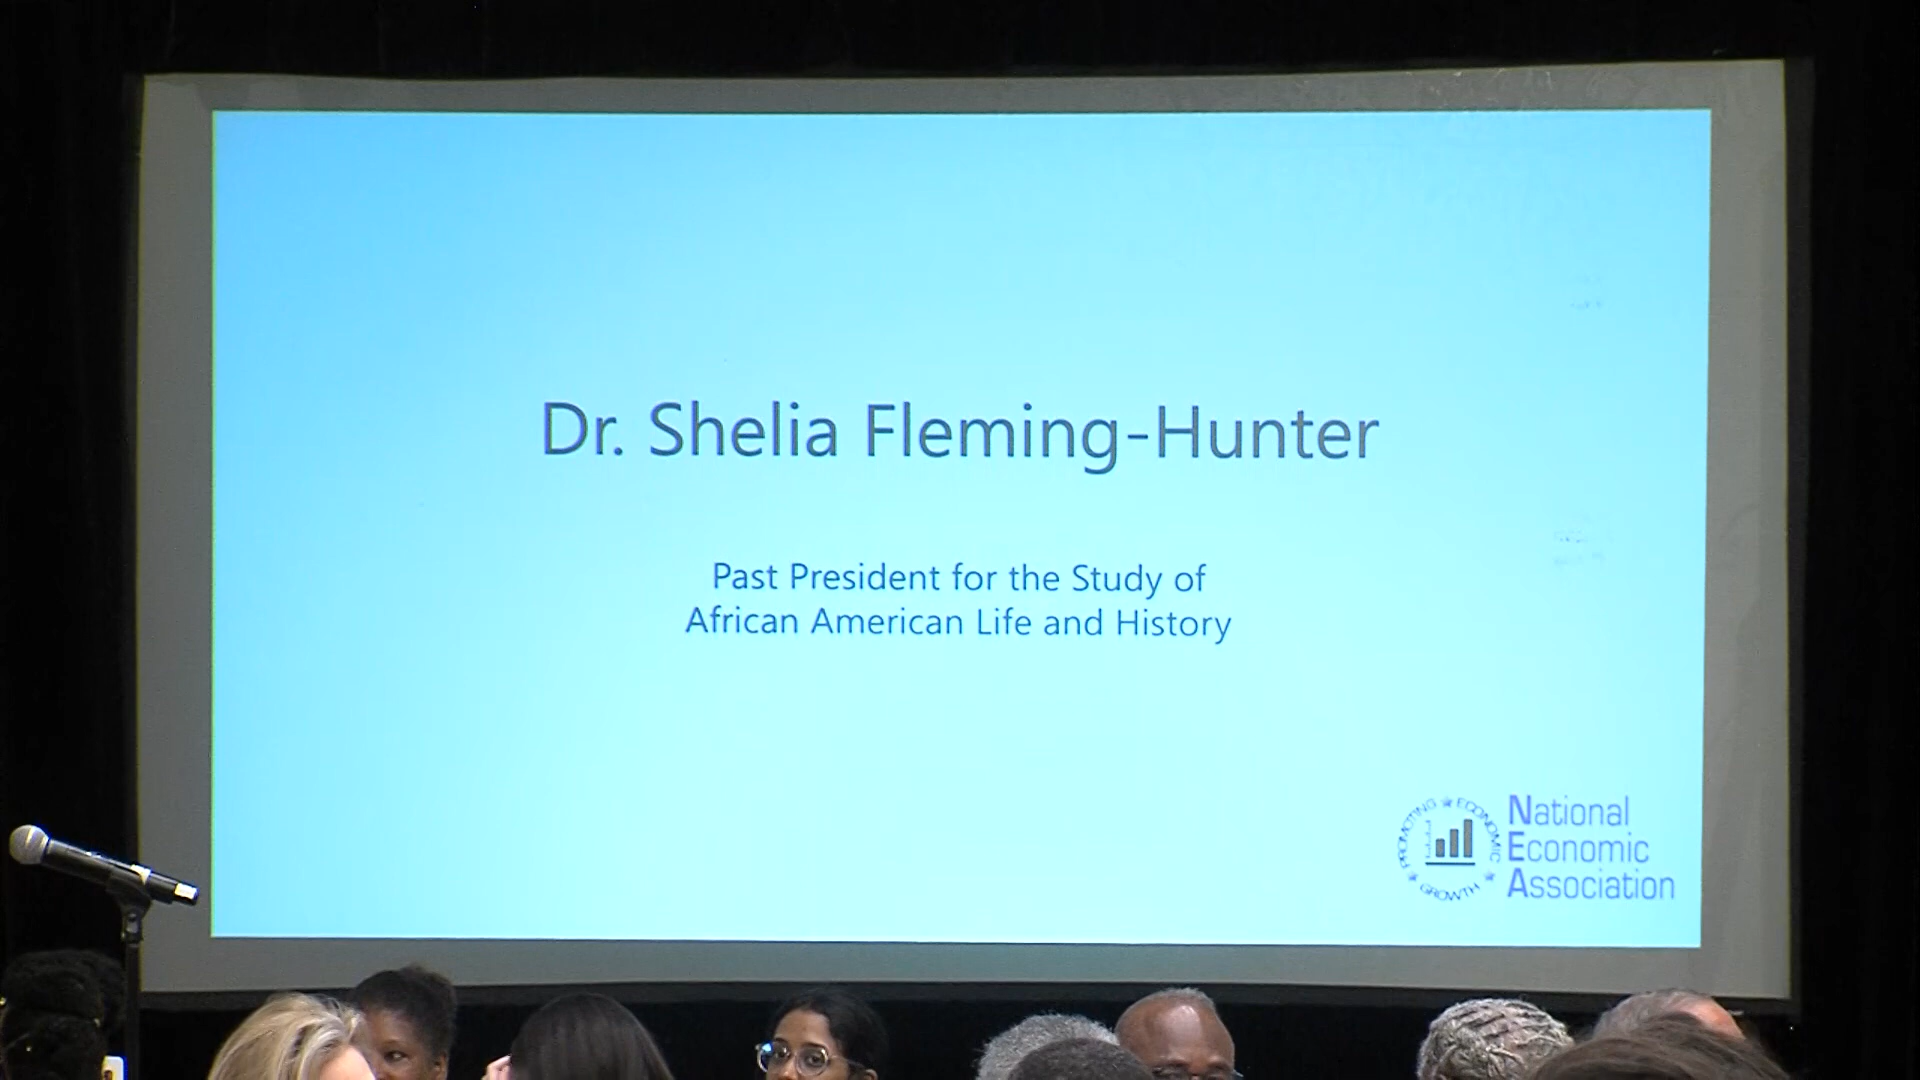 Dr. Shelia Fleming-Hunter
Past President for the Study of
African American Life and History
PROMOTING ECONOMIC GROWTH
National
Economic
Association